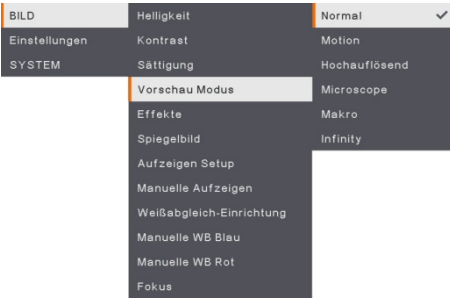 BILD
Einstellungen
SYSTEM
Helligkeit
Kontrast
Sättigung
Vorschau Modus
Effekte
Spiegelbild
Aufzeigen Setup
Manuelle Aufzeigen
Weißabgleich-Einrichtung
Manuelle WB Blau
Manuelle WB Rot
Fokus
Normal
Motion
Hochauflösend
Microscope
Makro
Infinity